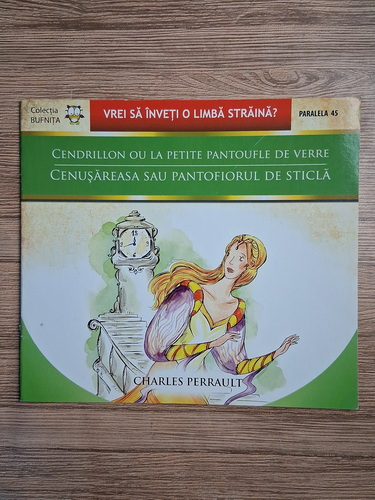 Colecția
BUFNIȚA
VREI SĂ ÎNVEȚI O LIMBĂ STRĂINĂ?
PARALELA 45
CENDRILLON OU LA PETITE PANTOUFLE DE VERRE
CENUȘĂREASA SAU PANTOFIORUL DE STICLĂ
CHARLES PERRAULT